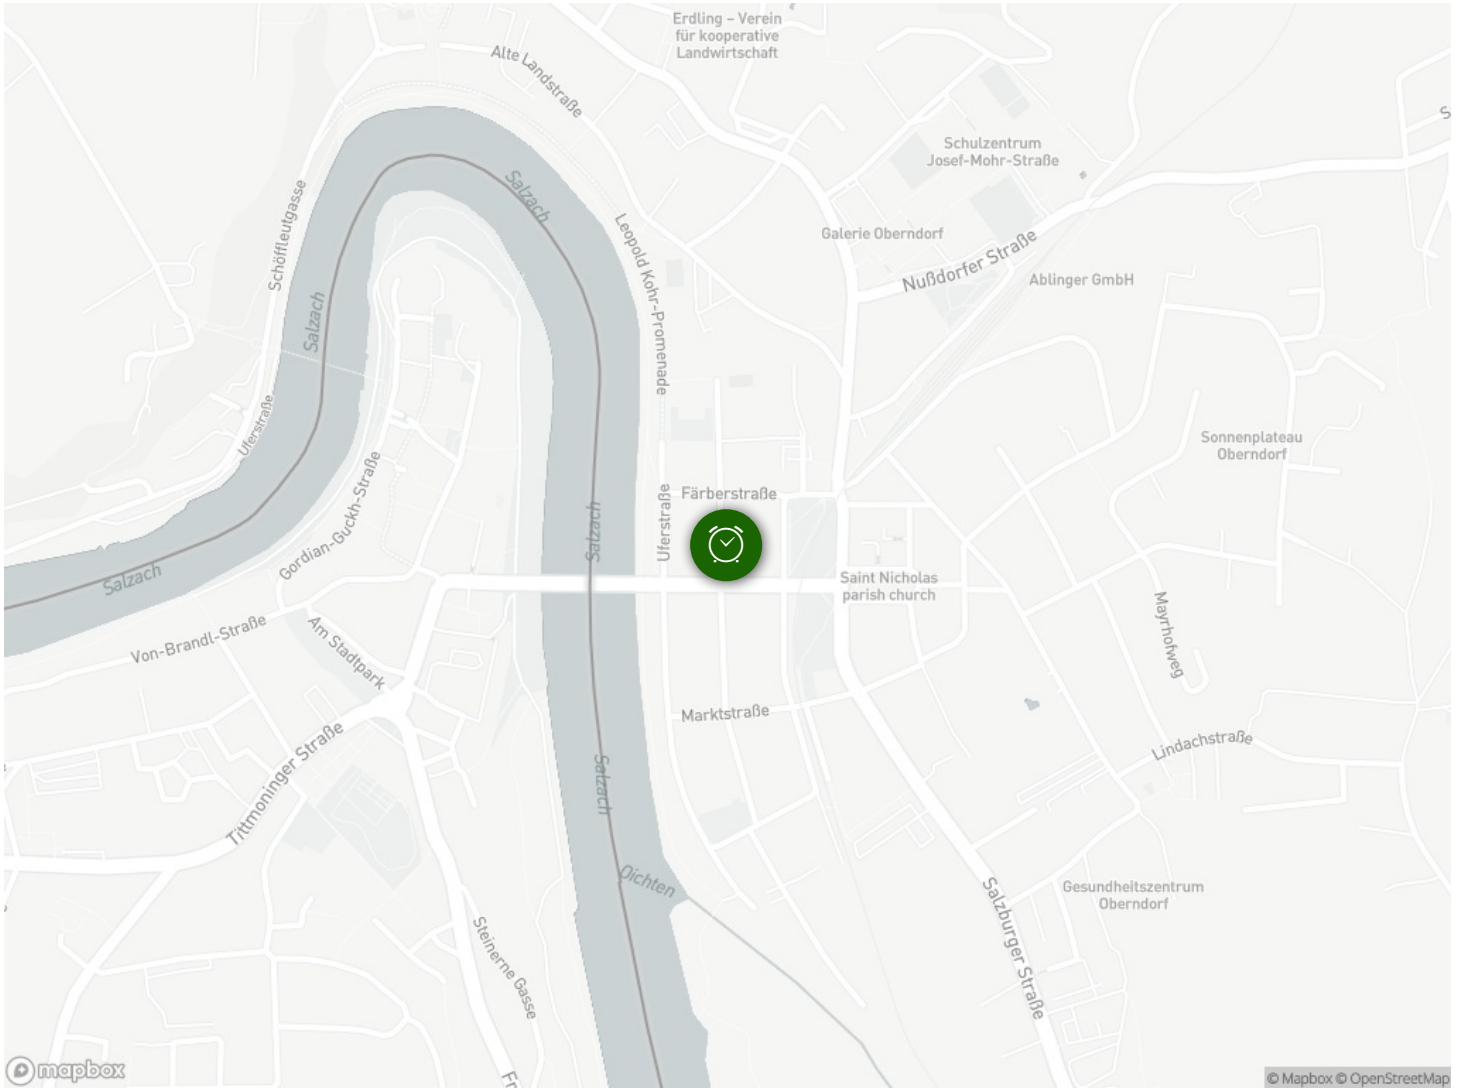 Erdling – Verein
für kooperative
Landwirtschaft
Alte Landstraße
Schulzentrum
Josef-Mohr-Straße
Salzach
Schöffleutgasse
Leopold Kohr-Promenade
Galerie Oberndorf
Nußdorfer Straße
Ablinger GmbH
Salzach
Uferstraße
Sonnenplateau
Oberndorf
Gordian-Guckh-Straße
Färberstraße
Uferstraße
Salzach
Salzach
Saint Nicholas
parish church
Mayrhofweg
Von-Brandl-Straße
Am Stadtpark
Marktstraße
Lindachstraße
Tittmoninger Straße
Salzach
Oichten
Salzburger Straße
Gesundheitszentrum
Oberndorf
Steinerne Gasse
Fr
mapbox
© Mapbox © OpenStreetMap